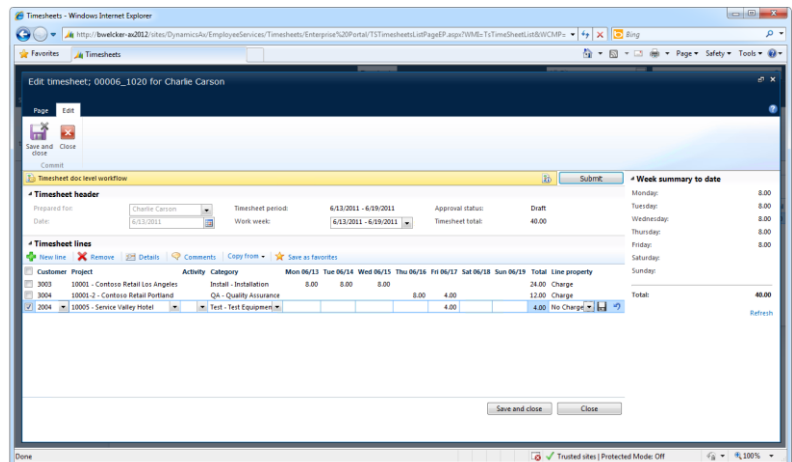 Timesheets - Windows Internet Explorer
http://bwelcker-ax2012/sites/DynamicsAx/EmployeeServices/Timesheets/Enterprise%20Portal/TSTimesheetsListPageEP.aspx?WMI=TsTimeSheetList&WCMP=
Bing
Favorites Timesheets Page Safety Tools
Edit timesheet; 00006_1020 for Charlie Carson
Page Edit
Save and close Close
Commit
Timesheet doc level workflow Submit
Timesheet header
Prepared for: Charlie Carson Timesheet period: 6/13/2011 - 6/19/2011 Approval status: Draft
Date: 6/13/2011 Work week: 6/13/2011 - 6/19/2011 Timesheet total: 40.00
Timesheet lines
New line Remove Details Comments Copy from Save as favorites
Customer Project Activity Category Mon 06/13 Tue 06/14 Wed 06/15 Thu 06/16 Fri 06/17 Sat 06/18 Sun 06/19 Total Line property
3003 10001 - Contoso Retail Los Angeles Install - Installation 8.00 8.00 8.00 24.00 Charge
3004 10001-2 - Contoso Retail Portland QA - Quality Assurance 8.00 4.00 12.00 Charge
2004 10005 - Service Valley Hotel Test - Test Equipmen 4.00 4.00 No Charge
Save and close Close
Week summary to date
Monday: 8.00
Tuesday: 8.00
Wednesday: 8.00
Thursday: 8.00
Friday: 8.00
Saturday:
Sunday:
Total: 40.00
Refresh
Done Trusted sites | Protected Mode: Off 100%